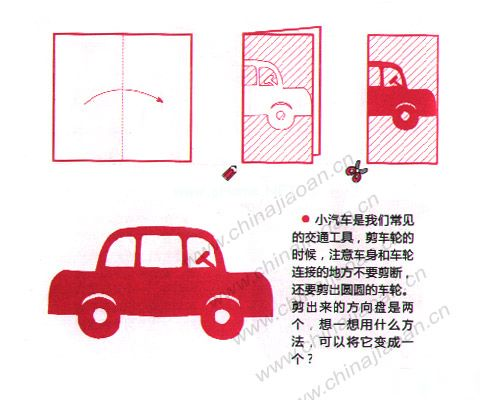 ● 小汽车是我们常见
的交通工具，剪车轮的
时候，注意车身和车轮
连接的地方不要剪断，
还要剪出圆圆的车轮。
剪出来的方向盘是两
个，想一想用什么方
法，可以将它变成一
个？
www.chinajiaoan.cn
www.chinajiaoan.cn
www.chinajiaoan.cn